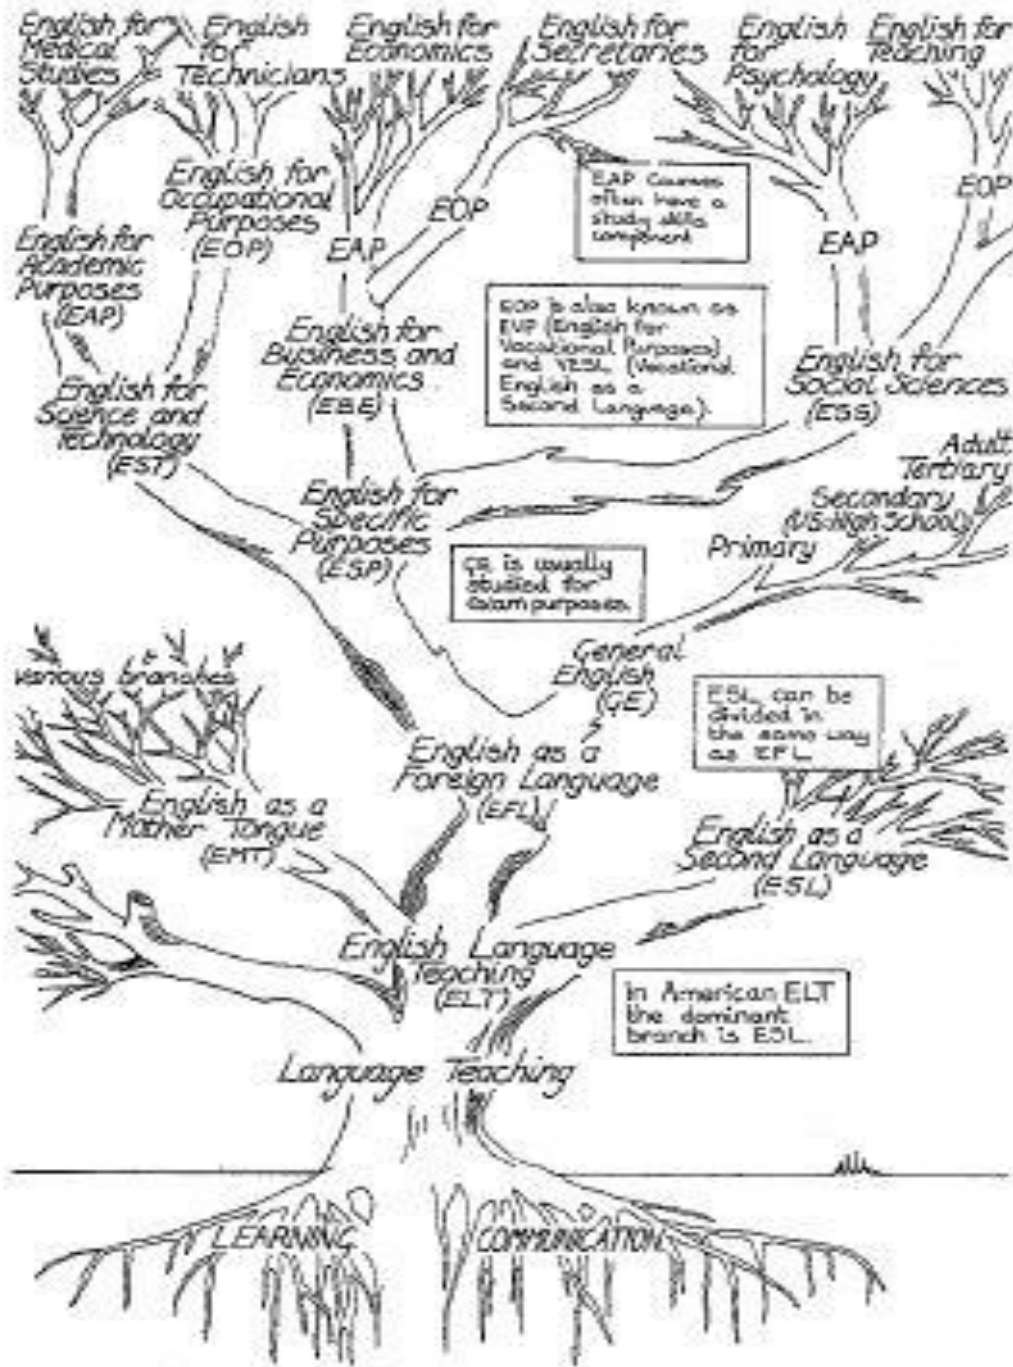 English for
Medical
Studies
English
for
Technicians
English for
Economics
English for
Secretaries
English
for
Psychology
English for
Teaching
English for
Occupational
Purposes
(EOP)
English for
Academic
Purposes
(EAP)
EAP
EOP
EAP Courses
often have a
study skills
component
EAP
EOP
English for
Business and
Economics
(EBE)
EOP is also known as
EVP (English for
Vocational Purposes)
and VESL (Vocational
English as a
Second Language).
English for
Social Sciences
(ESS)
English for
Science and
Technology
(EST)
Adult
Tertiary
Secondary
(US:High School)
Primary
English for
Specific
Purposes
(ESP)
GE is usually
studied for
exam purposes.
General
English
(GE)
various branches
ESL can be
divided in
the same way
as EFL
English as a
Foreign Language
(EFL)
English as a
Mother Tongue
(EMT)
English as a
Second Language
(ESL)
English Language
Teaching
(ELT)
In American ELT
the dominant
branch is ESL.
Language Teaching
LEARNING
COMMUNICATION